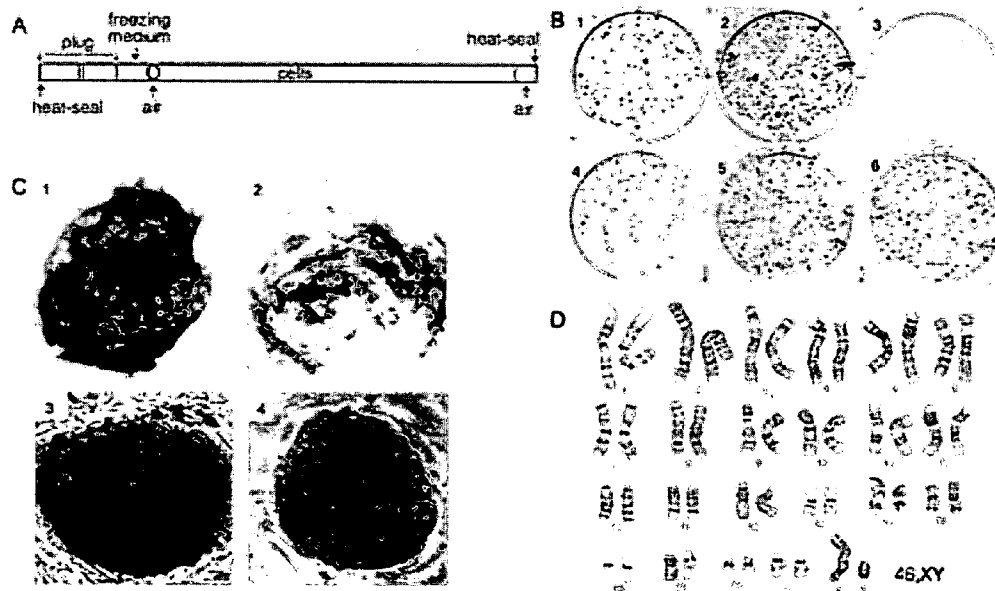 A
plug
freezing
medium
heat-seal
cells
heat-seal
air
air
B
1
2
3
4
5
6
C
1
2
3
4
D
46,XY